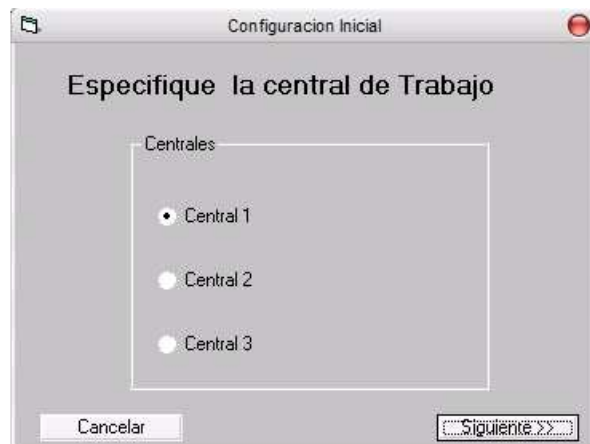 Configuracion Inicial
Especifique la central de Trabajo
Centrales
Central 1
Central 2
Central 3
Cancelar
Siguiente >>